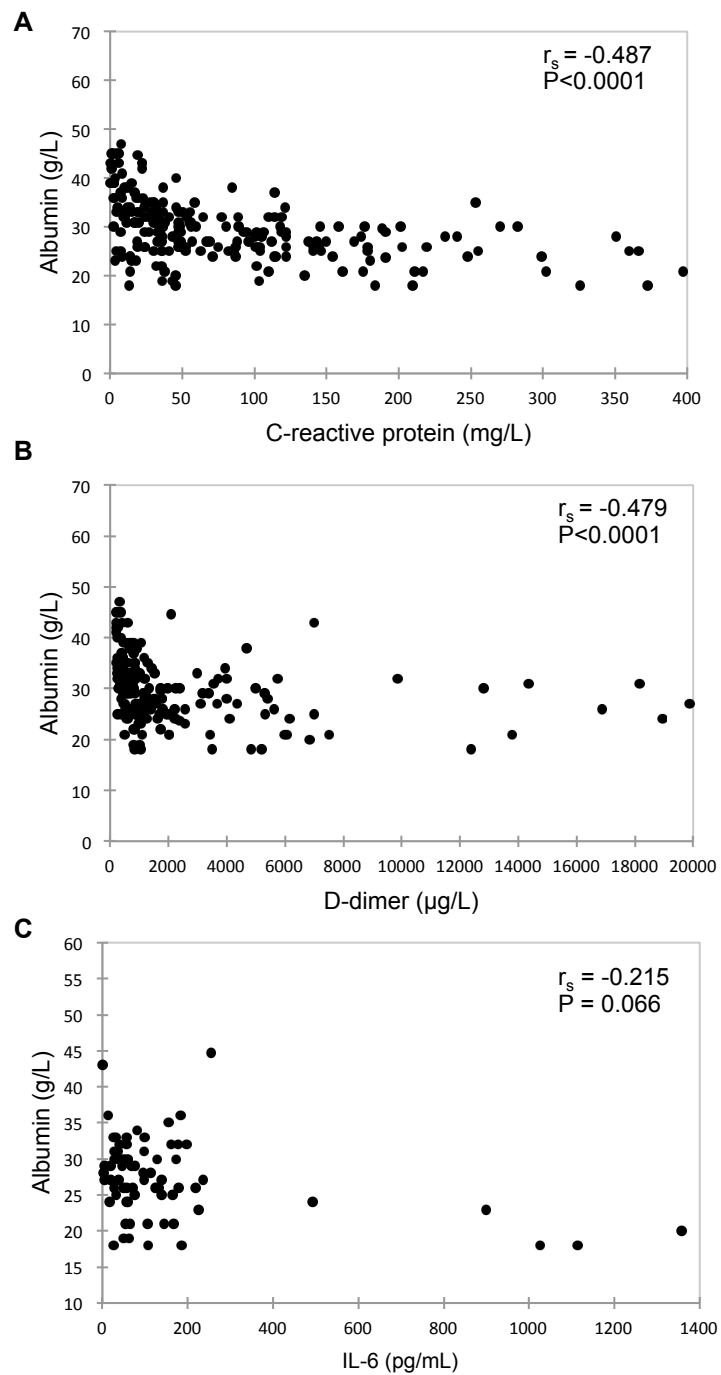 A
70
60
50
40
30
20
10
0
Albumin (g/L)
r_s = -0.487
P<0.0001
0 50 100 150 200 250 300 350 400
C-reactive protein (mg/L)
B
70
60
50
40
30
20
10
0
Albumin (g/L)
r_s = -0.479
P<0.0001
0 2000 4000 6000 8000 10000 12000 14000 16000 18000 20000
D-dimer (µg/L)
C
60
55
50
45
40
35
30
25
20
15
10
Albumin (g/L)
r_s = -0.215
P = 0.066
0 200 400 600 800 1000 1200 1400
IL-6 (pg/mL)